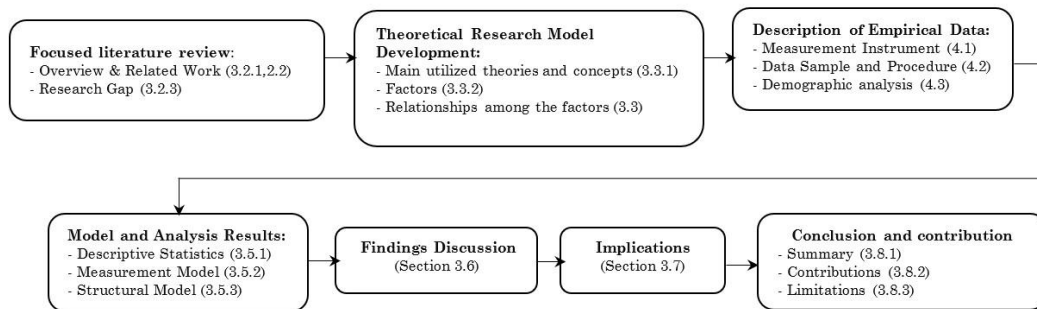 Focused literature review:
- Overview & Related Work (3.2.1,2.2)
- Research Gap (3.2.3)
Theoretical Research Model
Development:
- Main utilized theories and concepts (3.3.1)
- Factors (3.3.2)
- Relationships among the factors (3.3)
Description of Empirical Data:
- Measurement Instrument (4.1)
- Data Sample and Procedure (4.2)
- Demographic analysis (4.3)
Model and Analysis Results:
- Descriptive Statistics (3.5.1)
- Measurement Model (3.5.2)
- Structural Model (3.5.3)
Findings Discussion
(Section 3.6)
Implications
(Section 3.7)
Conclusion and contribution
- Summary (3.8.1)
- Contributions (3.8.2)
- Limitations (3.8.3)